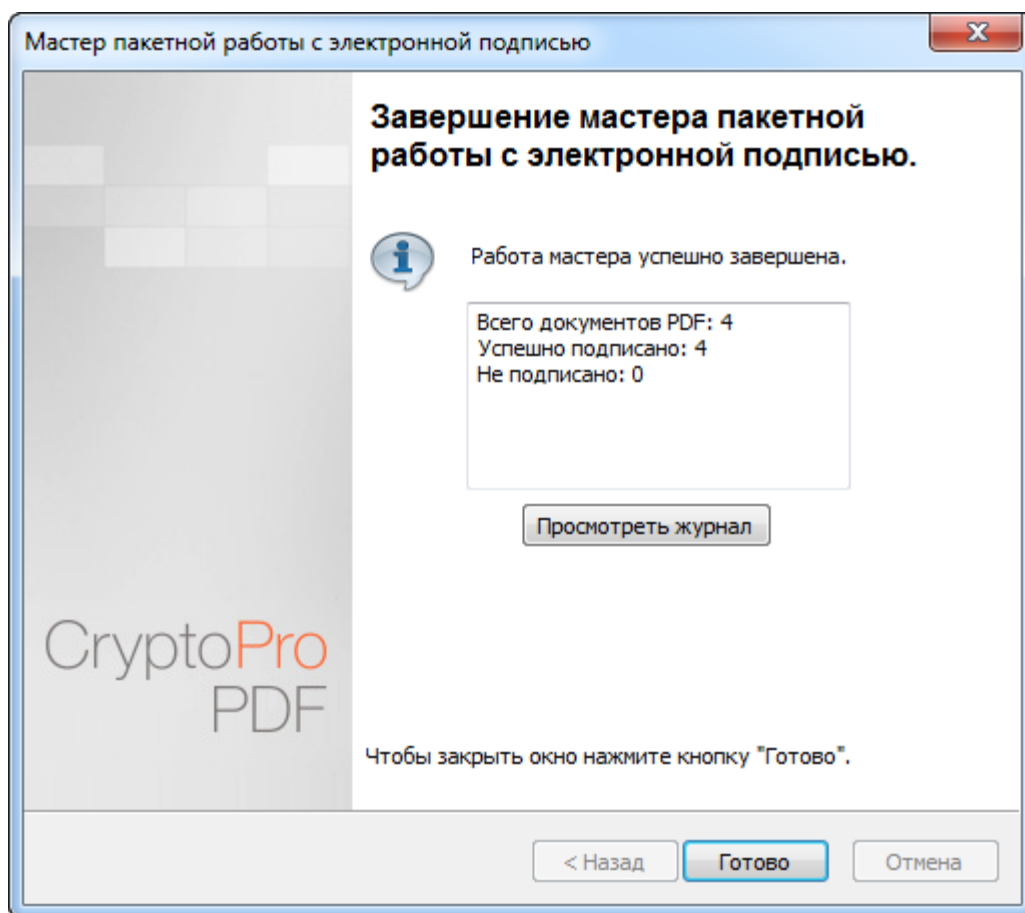 Мастер пакетной работы с электронной подписью
Завершение мастера пакетной
работы с электронной подписью.
Работа мастера успешно завершена.
Всего документов PDF: 4
Успешно подписано: 4
Не подписано: 0
Просмотреть журнал
CryptoPro
PDF
Чтобы закрыть окно нажмите кнопку "Готово".
< Назад
Готово
Отмена